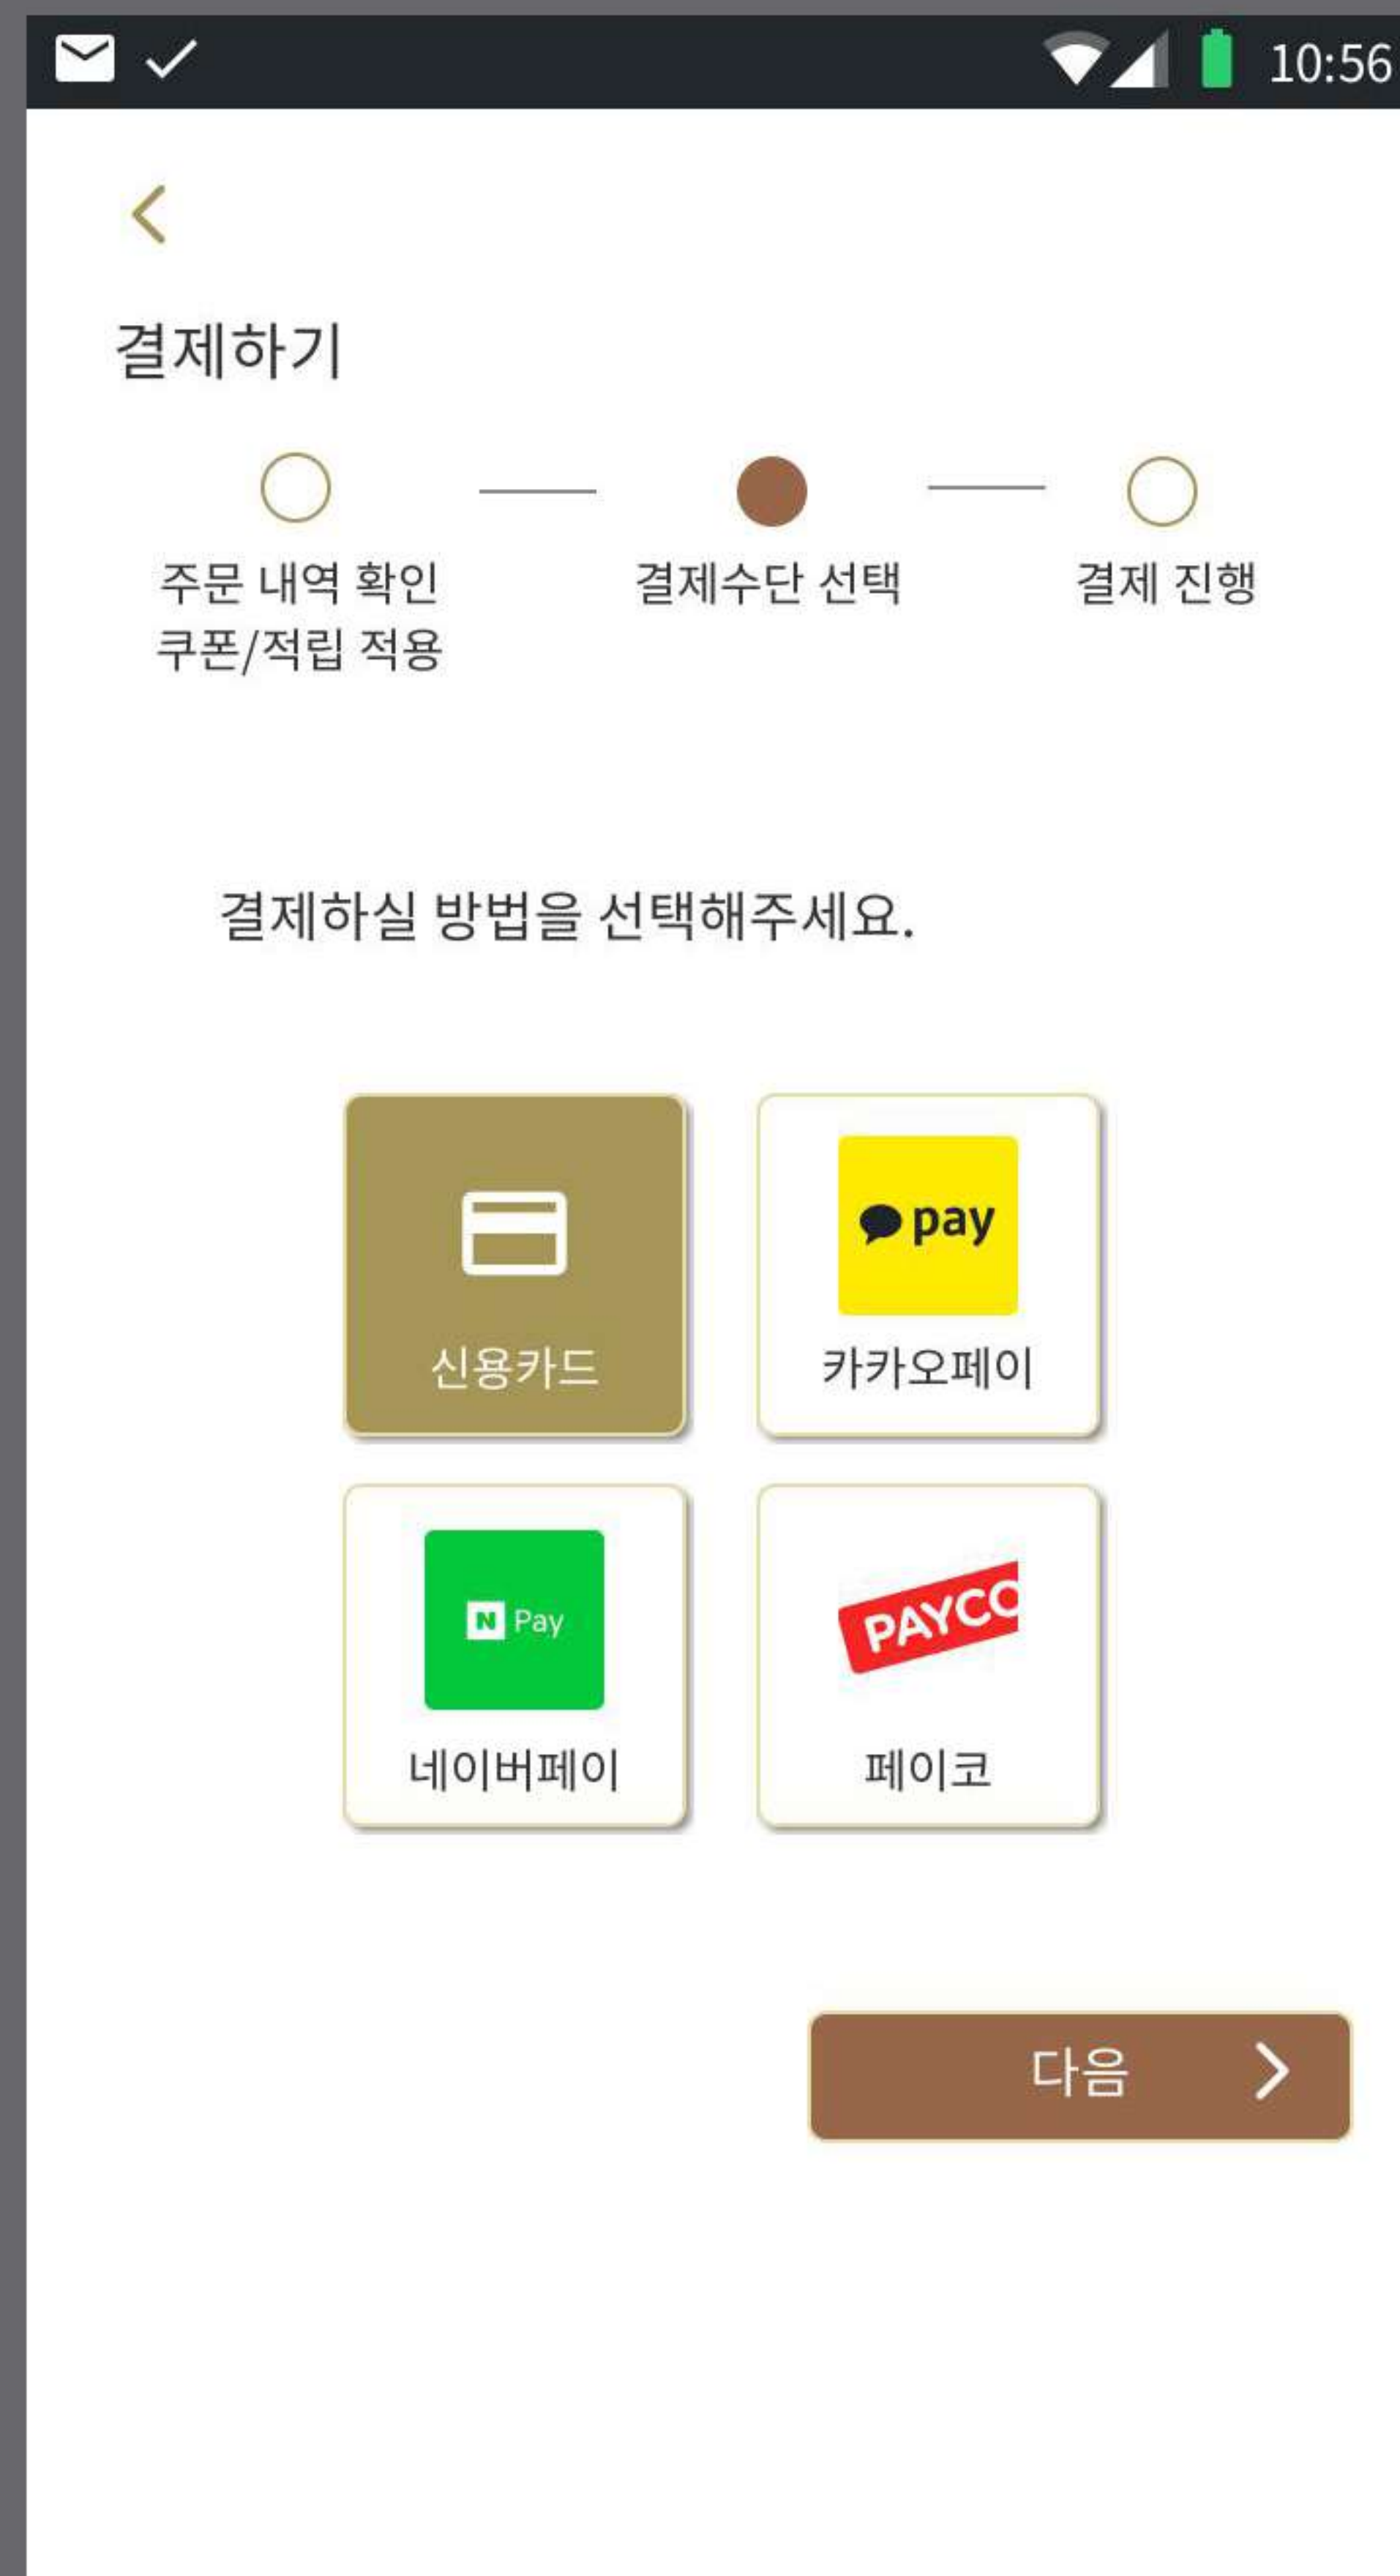 10:56
결제하기
주문 내역 확인
쿠폰/적립 적용
결제수단 선택
결제 진행
결제하실 방법을 선택해주세요.
pay
신용카드
카카오페이
N Pay
PAYCO
네이버페이
페이코
다음